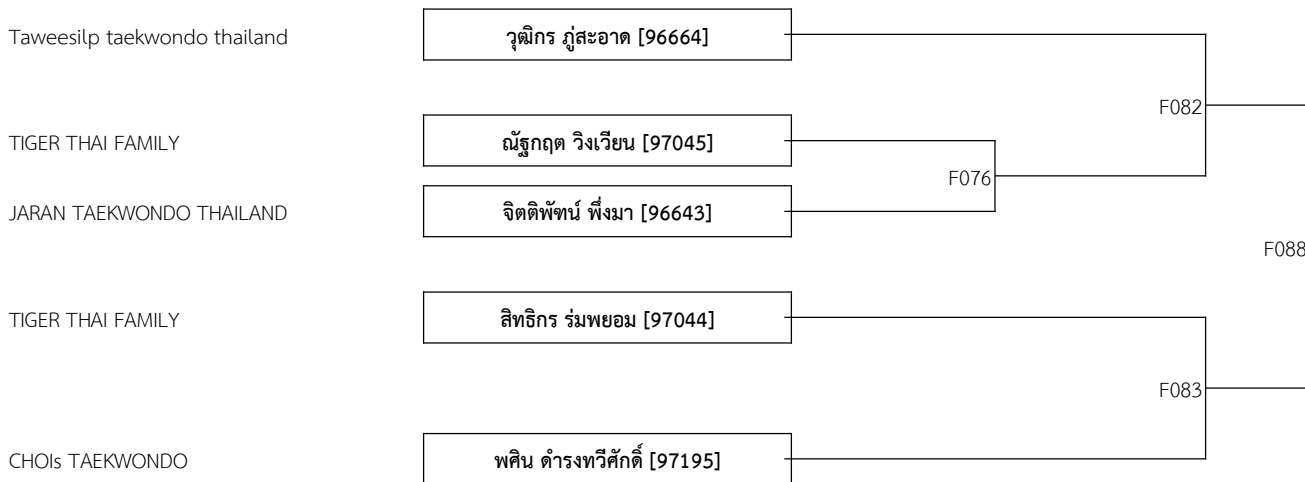 Taweesilp taekwondo thailand
วุฒิกร ภู่สะอาด [96664]
F082
TIGER THAI FAMILY
ณัฐกฤต วิงเวียน [97045]
F076
JARAN TAEKWONDO THAILAND
จิตติพัฑน์ พึ่งมา [96643]
F088
TIGER THAI FAMILY
สิทธิกร ร่มพยอม [97044]
F083
CHOIs TAEKWONDO
พศิน ดำรงทวีศักดิ์ [97195]